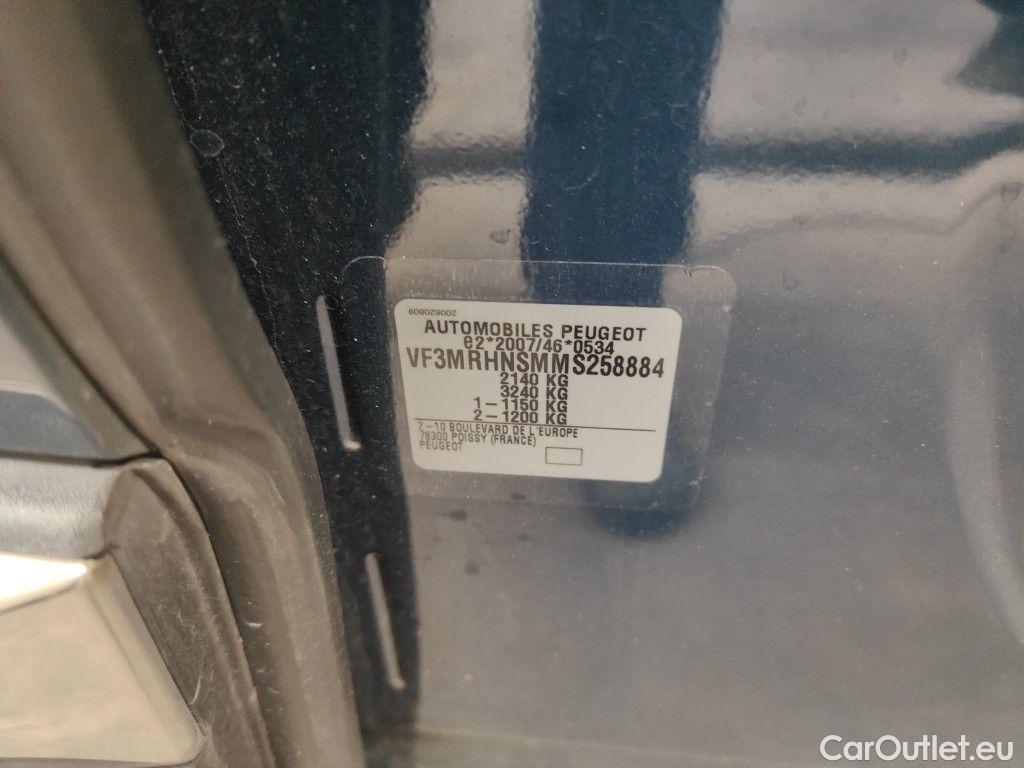 200620809
AUTOMOBILES PEUGEOT
e2*2007/46*0534
VF3MRHNSMMS258884
2140 KG
3240 KG
1-1150 KG
2-1200 KG
2-10 BOULEVARD DE L'EUROPE
78300 POISSY (FRANCE)
PEUGEOT
CarOutlet.eu